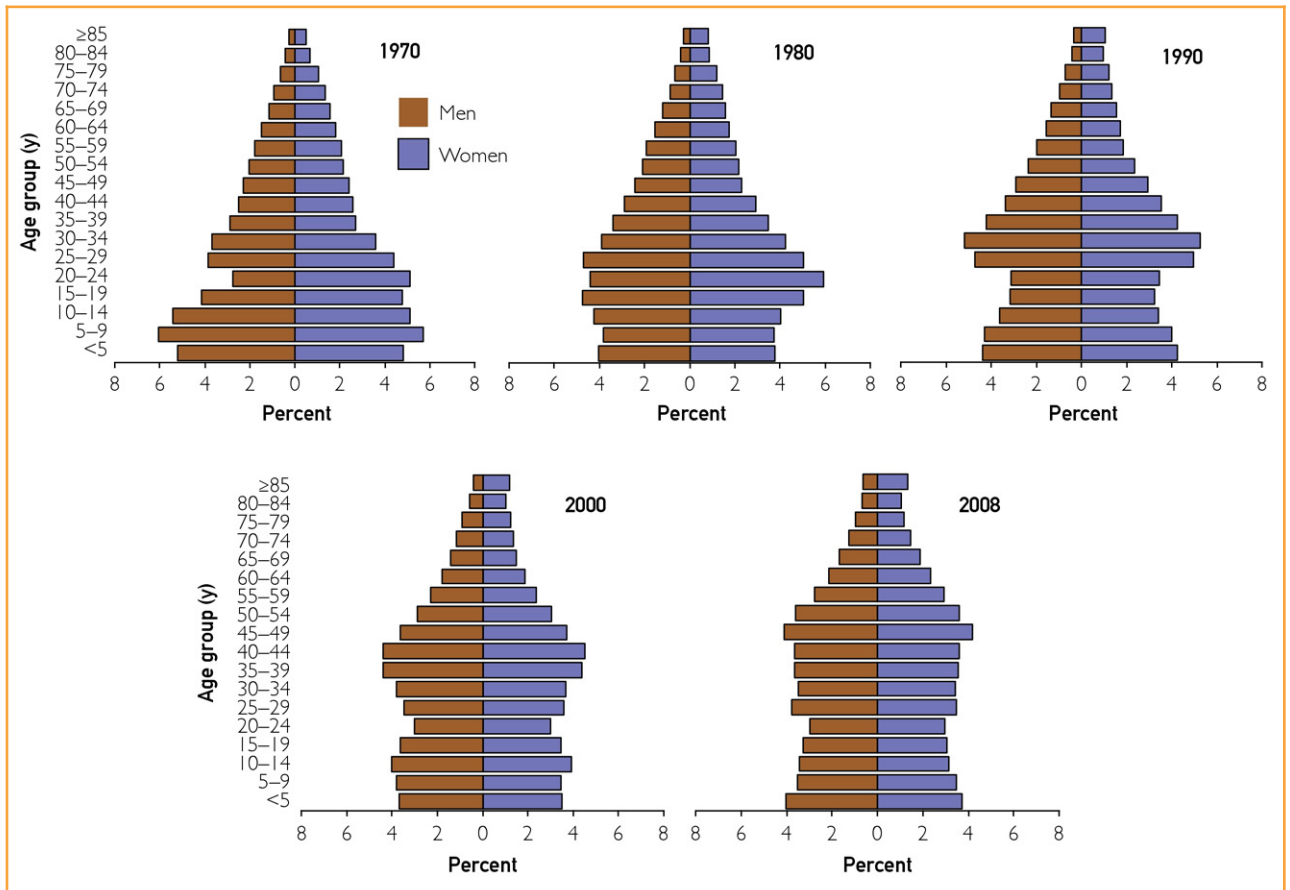 1970
≥85
80–84
75–79
70–74
65–69
60–64
55–59
50–54
45–49
40–44
35–39
30–34
25–29
20–24
15–19
10–14
5–9
<5
Age group (y)
8 6 4 2 0 2 4 6 8
Percent
Men
Women
1980
8 6 4 2 0 2 4 6 8
Percent
1990
8 6 4 2 0 2 4 6 8
Percent
2000
≥85
80–84
75–79
70–74
65–69
60–64
55–59
50–54
45–49
40–44
35–39
30–34
25–29
20–24
15–19
10–14
5–9
<5
Age group (y)
8 6 4 2 0 2 4 6 8
Percent
2008
8 6 4 2 0 2 4 6 8
Percent